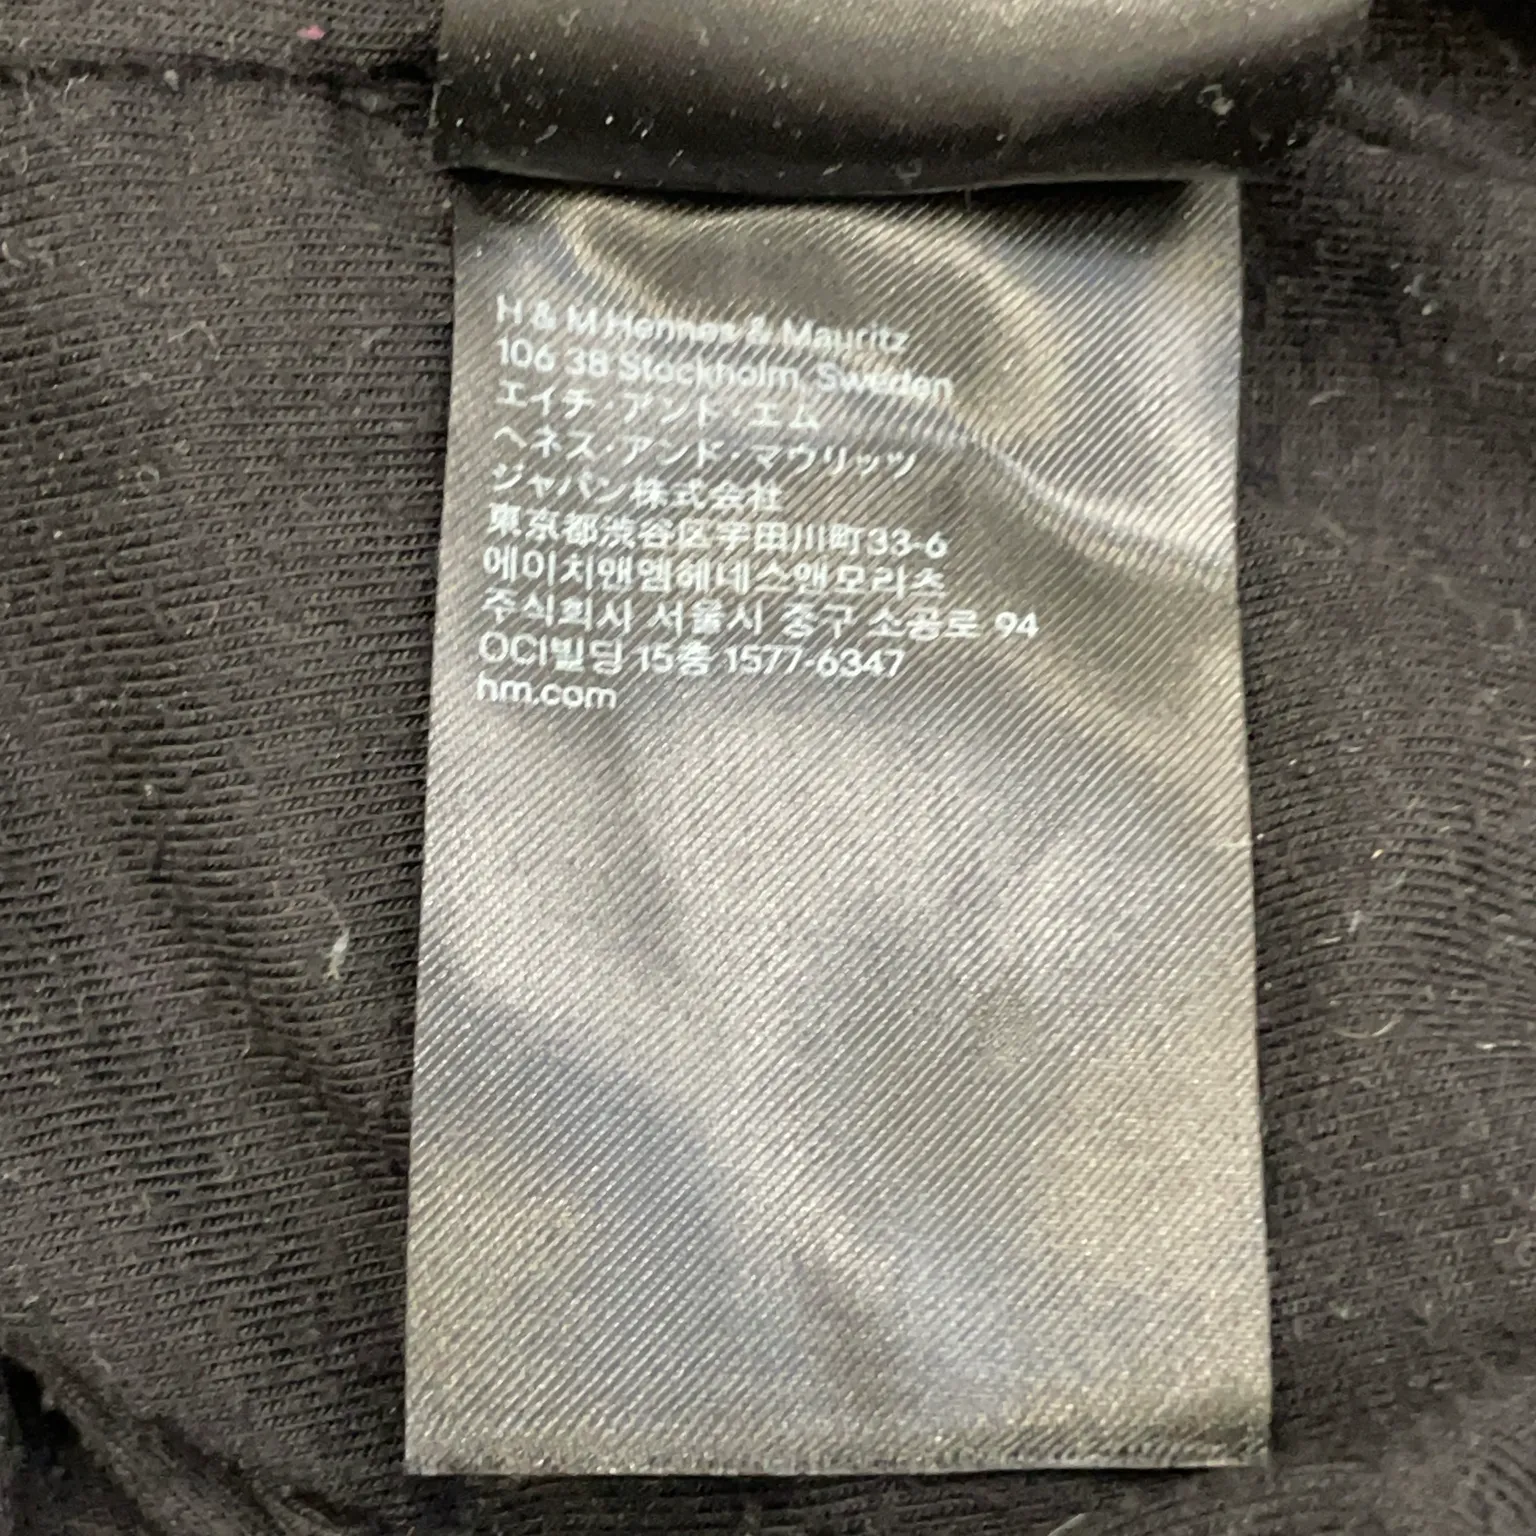 H & M Hennes & Mauritz
106 38 Stockholm, Sweden
エイチ・アンド・エム
ヘネス・アンド・マウリッツ
ジャパン株式会社
東京都渋谷区宇田川町33-6
에이치앤엠헤네스앤모리츠
주식회사 서울시 중구 소공로 94
OCI빌딩 15층 1577-6347
hm.com